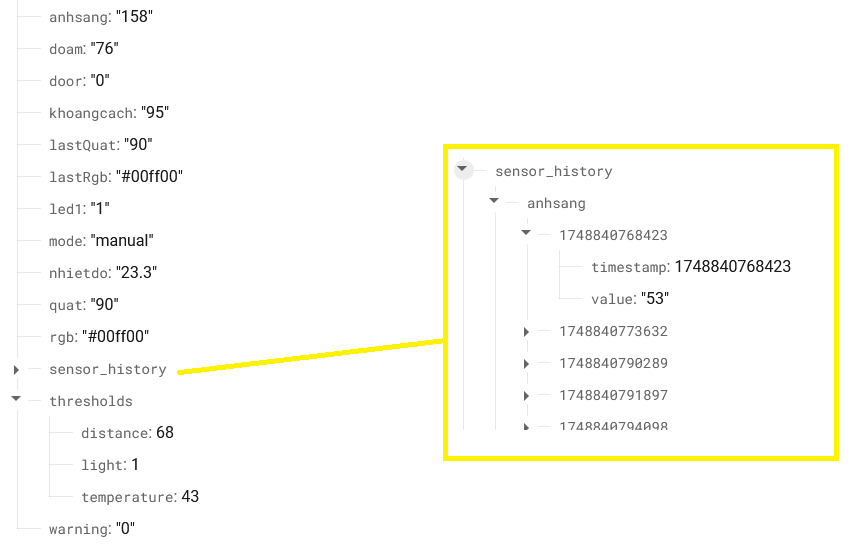 anhsang: "158"
doam: "76"
door: "0"
khoangcach: "95"
lastQuat: "90"
lastRgb: "#00ff00"
led1: "1"
mode: "manual"
nhietdo: "23.3"
quat: "90"
rgb: "#00ff00"
sensor_history
thresholds
distance: 68
light: 1
temperature: 43
warning: "0"
sensor_history
anhsang
1748840768423
timestamp: 1748840768423
value: "53"
1748840773632
1748840790289
1748840791897
1748840794098